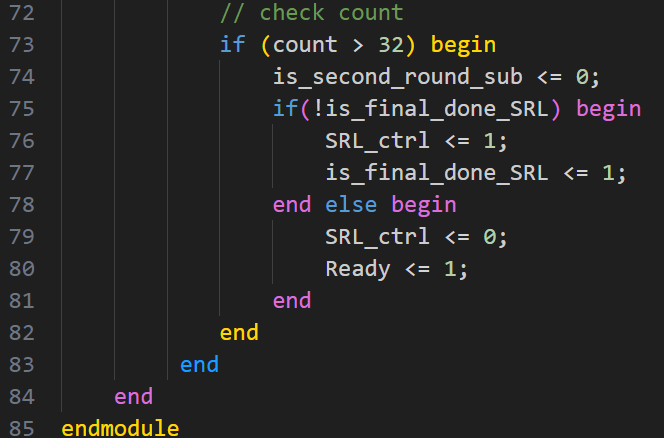 72 // check count
73 if (count > 32) begin
74 is_second_round_sub <= 0;
75 if(!is_final_done_SRL) begin
76 SRL_ctrl <= 1;
77 is_final_done_SRL <= 1;
78 end else begin
79 SRL_ctrl <= 0;
80 Ready <= 1;
81 end
82 end
83 end
84 end
85 endmodule